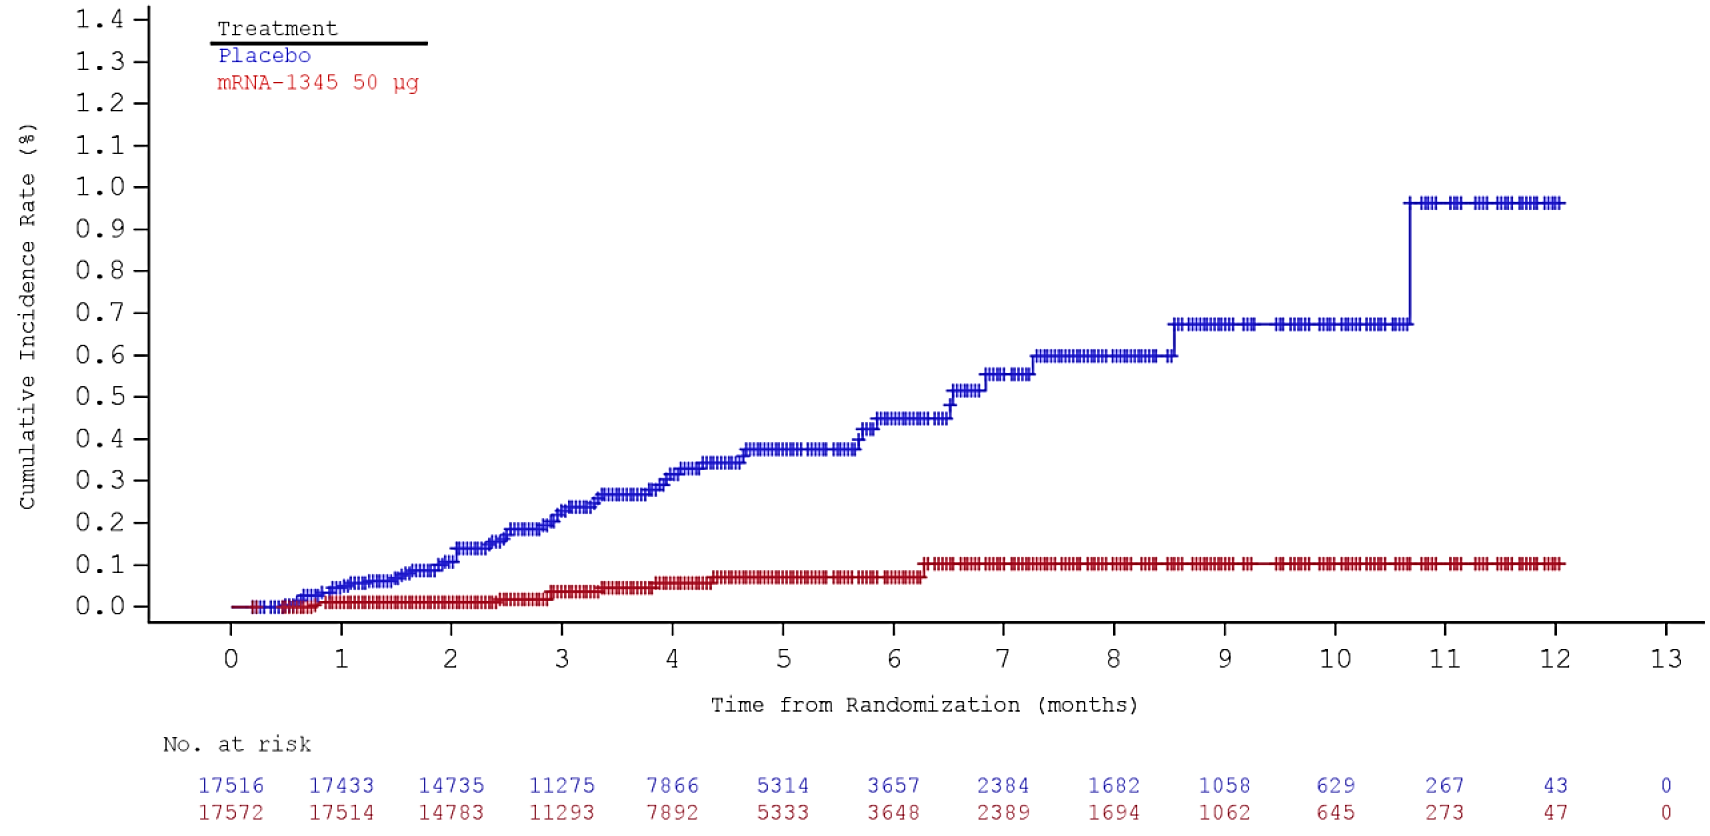 Treatment
Placebo
mRNA-1345 50 µg
Cumulative Incidence Rate (%)
1.4
1.3
1.2
1.1
1.0
0.9
0.8
0.7
0.6
0.5
0.4
0.3
0.2
0.1
0.0
0 1 2 3 4 5 6 7 8 9 10 11 12 13
Time from Randomization (months)
No. at risk
17516 17433 14735 11275 7866 5314 3657 2384 1682 1058 629 267 43 0
17572 17514 14783 11293 7892 5333 3648 2389 1694 1062 645 273 47 0